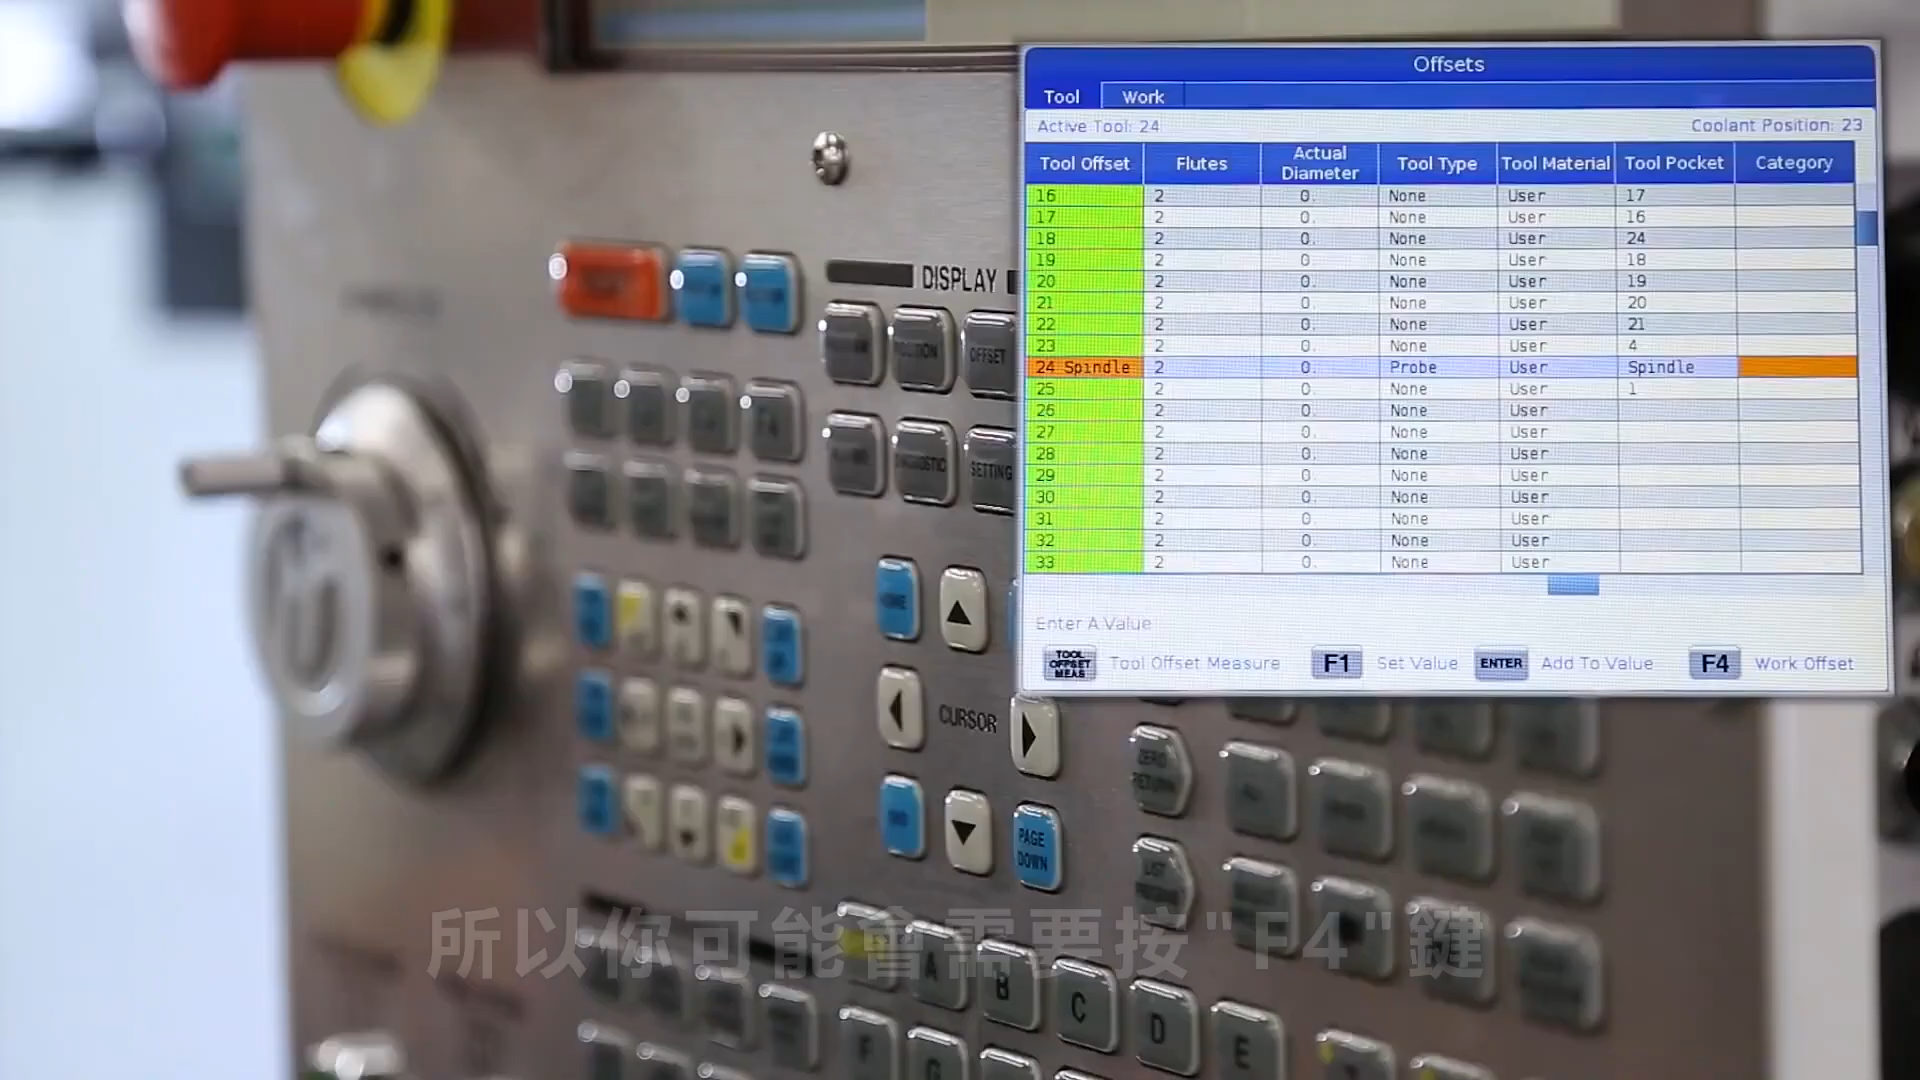 Offsets
Tool Work
Active Tool: 24 Coolant Position: 23
Tool Offset Flutes Actual Diameter Tool Type Tool Material Tool Pocket Category
16 2 0. None User 17
17 2 0. None User 16
18 2 0. None User 24
19 2 0. None User 18
20 2 0. None User 19
21 2 0. None User 20
22 2 0. None User 21
23 2 0. None User 4
24 Spindle 2 0. Probe User Spindle
25 2 0. None User 1
26 2 0. None User
27 2 0. None User
28 2 0. None User
29 2 0. None User
30 2 0. None User
31 2 0. None User
32 2 0. None User
33 2 0. None User
Enter A Value
TOOL OFFSET MEAS Tool Offset Measure F1 Set Value ENTER Add To Value F4 Work Offset
DISPLAY
POSITION OFFSET
DIAGNOSTIC SETTING
HOME
CURSOR
ZERO RETURN
END PAGE DOWN
LIST
所以你可能會需要按"F4"鍵
A B C D E
F G